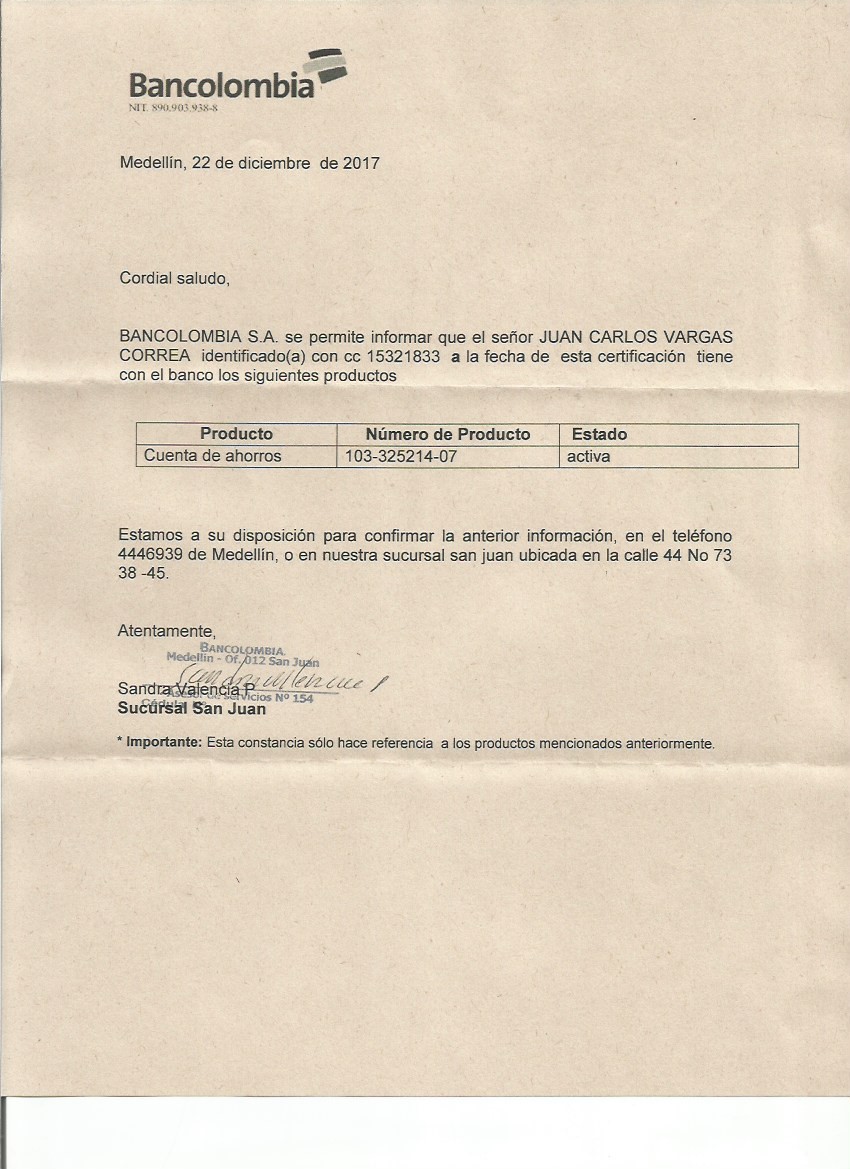 Bancolombia
NIT. 890.903.938-8
Medellín, 22 de diciembre de 2017
Cordial saludo,
BANCOLOMBIA S.A. se permite informar que el señor JUAN CARLOS VARGAS
CORREA identificado(a) con cc 15321833 a la fecha de esta certificación tiene
con el banco los siguientes productos
Producto Número de Producto Estado
Cuenta de ahorros 103-325214-07 activa
Estamos a su disposición para confirmar la anterior información, en el teléfono
4446939 de Medellín, o en nuestra sucursal san juan ubicada en la calle 44 No 73
38 -45.
Atentamente,
BANCOLOMBIA.
Medellín - Of. 012 San Juan
Sandra Valencia P
Asesor de Servicios Nº 154
Sucursal San Juan
* Importante: Esta constancia sólo hace referencia a los productos mencionados anteriormente.